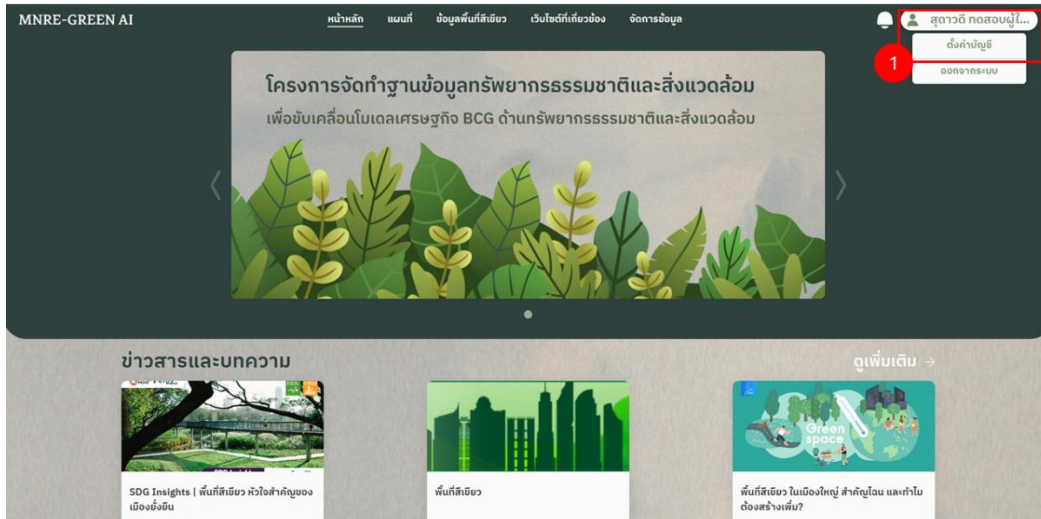 MNRE-GREEN AI
หน้าหลัก แผนที่ ข้อมูลพื้นที่สีเขียว เว็บไซต์ที่เกี่ยวข้อง จัดการข้อมูล
สุดาวดี ทดสอบผู้ใ...
ตั้งค่าบัญชี
1
ออกจากระบบ
โครงการจัดทำฐานข้อมูลทรัพยากรธรรมชาติและสิ่งแวดล้อม
เพื่อขับเคลื่อนโมเดลเศรษฐกิจ BCG ด้านทรัพยากรธรรมชาติและสิ่งแวดล้อม
ข่าวสารและบทความ
ดูเพิ่มเติม →
Green
space
SDG Insights | พื้นที่สีเขียว หัวใจสำคัญของ
เมืองยั่งยืน
พื้นที่สีเขียว
พื้นที่สีเขียว ในเมืองใหญ่ สำคัญไฉน และทำไม
ต้องสร้างเพิ่ม?